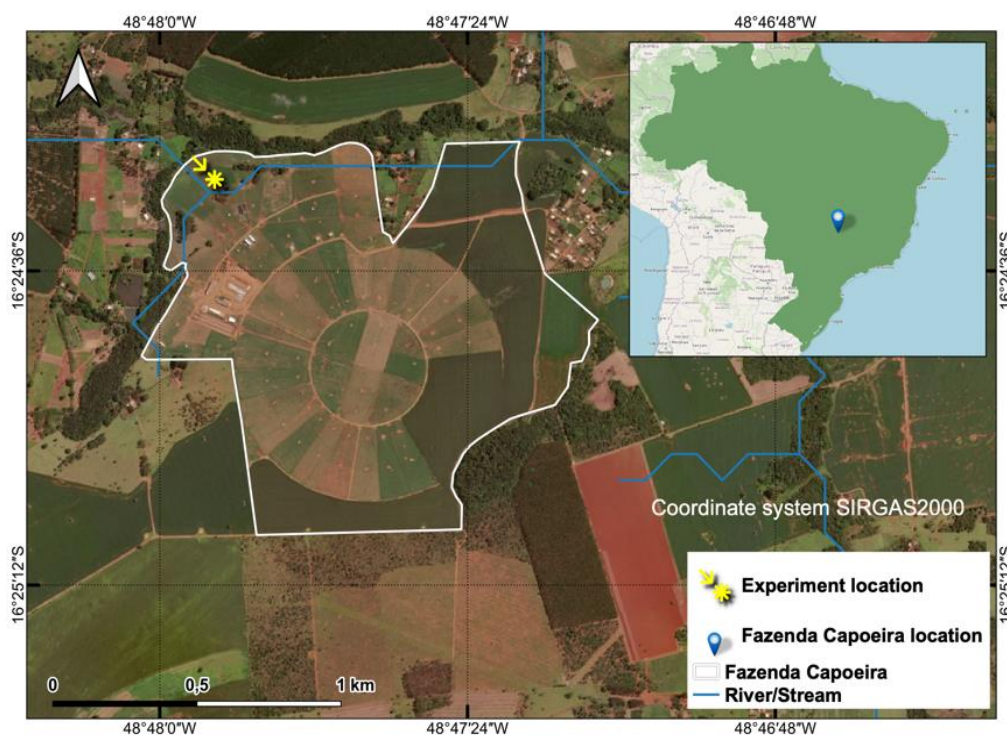 48°48'0"W 48°47'24"W 48°46'48"W
16°24'36"S
16°24'36"S
Coordinate system SIRGAS2000
16°25'12"S
16°25'12"S
Experiment location
Fazenda Capoeira location
Fazenda Capoeira
River/Stream
0 0,5 1 km
48°48'0"W 48°47'24"W 48°46'48"W